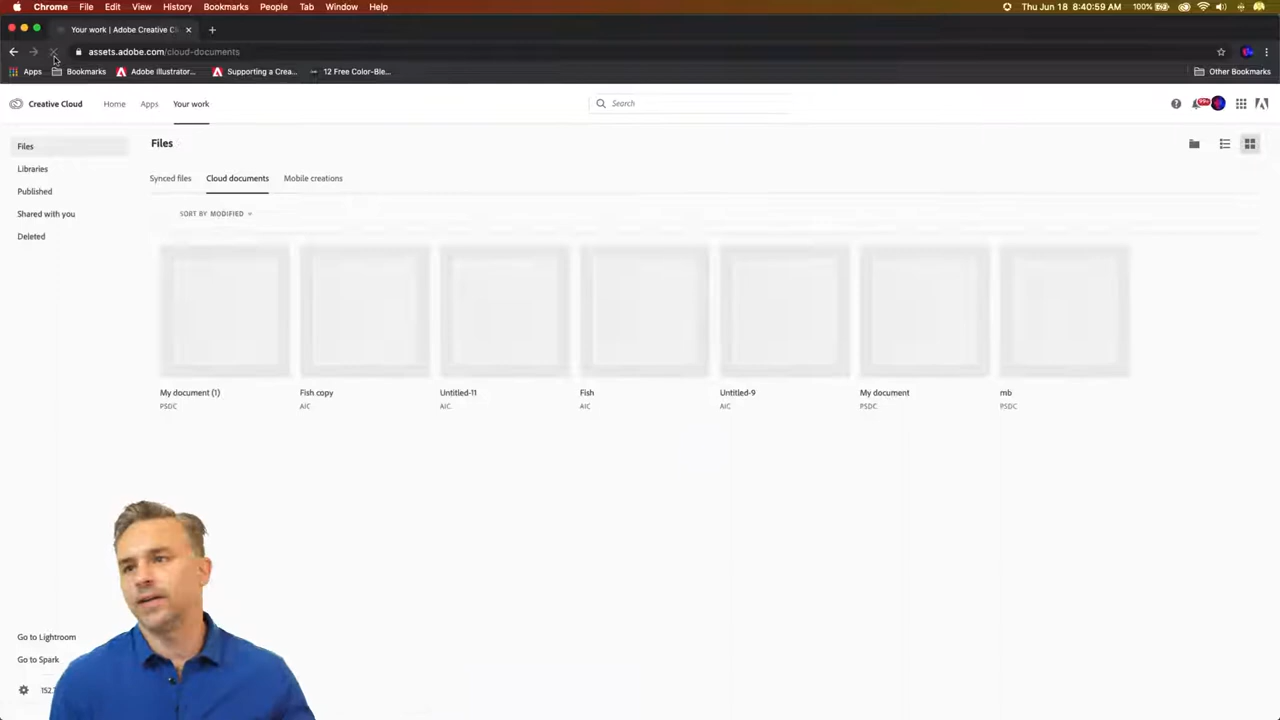 Chrome File Edit View History Bookmarks People Tab Window Help
100% Thu Jun 18 8:40:59 AM
Your work | Adobe Creative Cl
assets.adobe.com/cloud-documents
Apps Bookmarks Adobe Illustrator... Supporting a Crea... 12 Free Color-Ble... Other Bookmarks
Creative Cloud Home Apps Your work Search 99+
Files
Libraries
Published
Shared with you
Deleted
Files
Synced files Cloud documents Mobile creations
SORT BY MODIFIED
My document (1) Fish copy Untitled-11 Fish Untitled-9 My document mb
PSDC AIC AIC AIC AIC PSDC PSDC
Go to Lightroom
Go to Spark